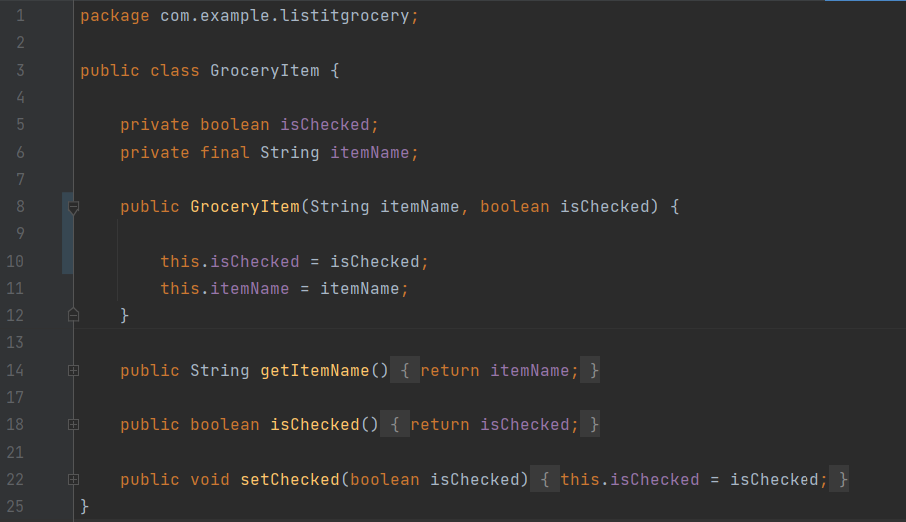 1 package com.example.listitgrocery;
2
3 public class GroceryItem {
4
5 private boolean isChecked;
6 private final String itemName;
7
8 public GroceryItem(String itemName, boolean isChecked) {
9
10 this.isChecked = isChecked;
11 this.itemName = itemName;
12 }
13
14 public String getItemName() { return itemName; }
17
18 public boolean isChecked() { return isChecked; }
21
22 public void setChecked(boolean isChecked) { this.isChecked = isChecked; }
25 }